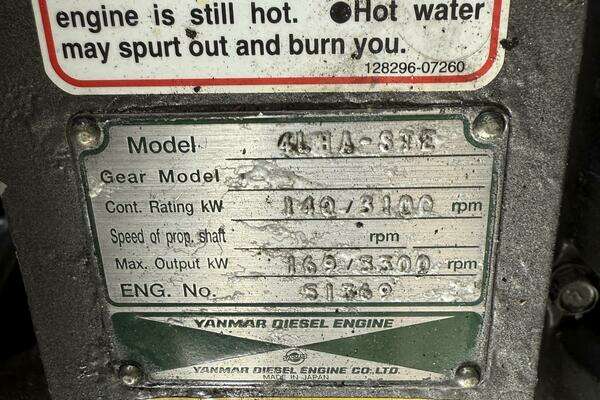 engine is still hot. ●Hot water
may spurt out and burn you.
128296-07260
Model 4LHA-STE
Gear Model
Cont. Rating kW 140/3100 rpm
Speed of prop. shaft rpm
Max. Output kW 169/3300 rpm
ENG. No. 51369
YANMAR DIESEL ENGINE
YANMAR DIESEL ENGINE CO.,LTD.
MADE IN JAPAN